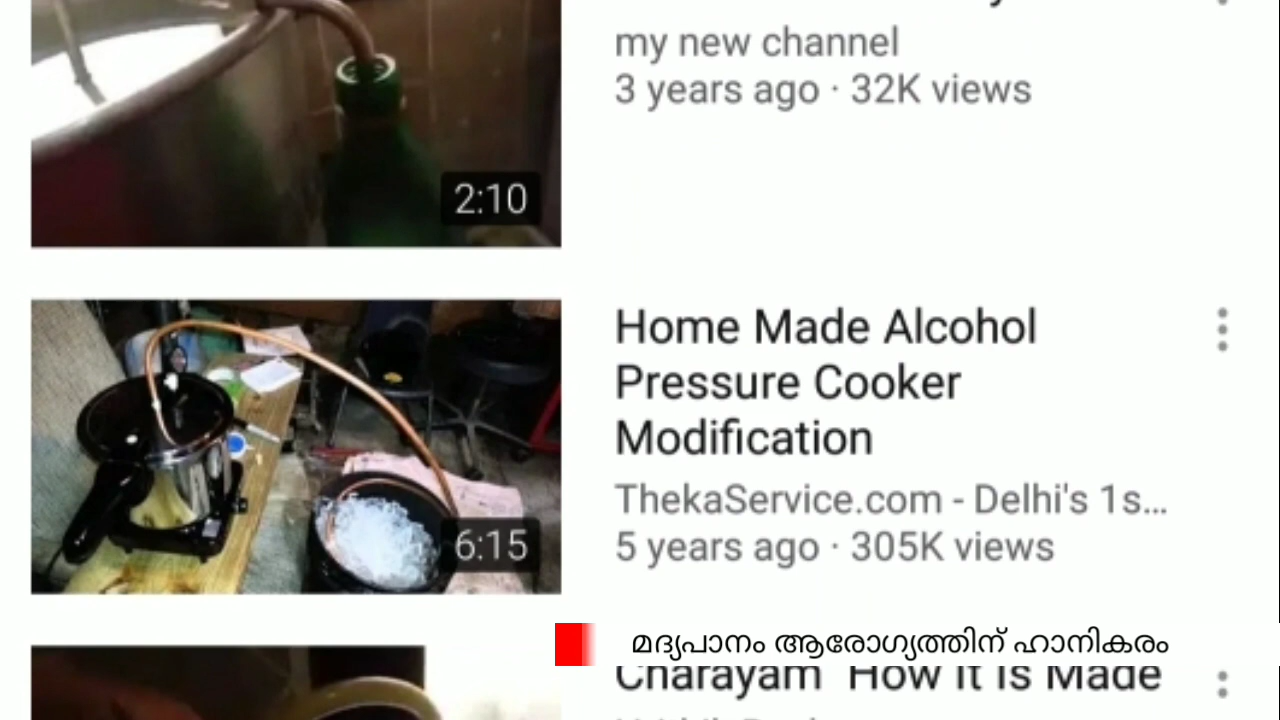 my new channel
3 years ago · 32K views
2:10
Home Made Alcohol
Pressure Cooker
Modification
ThekaService.com - Delhi's 1s...
5 years ago · 305K views
6:15
മദ്യപാനം ആരോഗ്യത്തിന് ഹാനികരം
Charayam How It Is Made